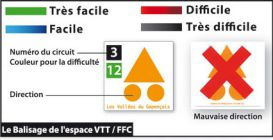 Très facile
Difficile
Facile
Très difficile
Numéro du circuit
Couleur pour la difficulté
3
12
Direction
Les Vallées du Gapençais
Mauvaise direction
Le Balisage de l'espace VTT / FFC